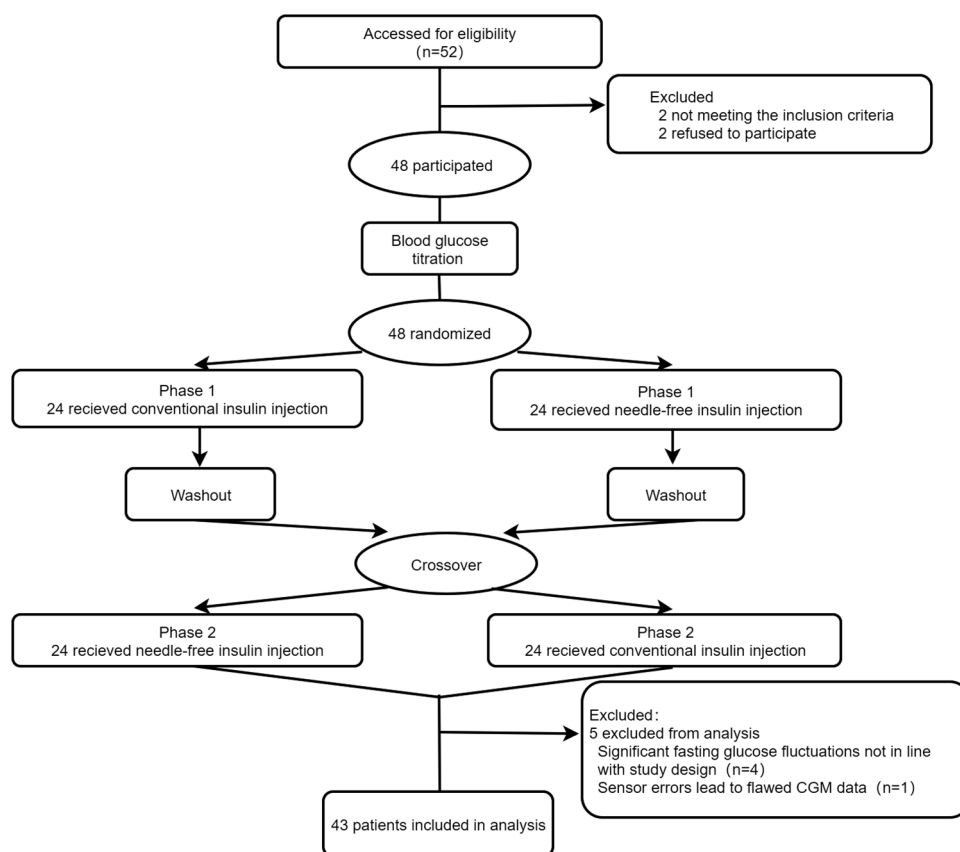 Accessed for eligibility
(n=52)
Excluded
2 not meeting the inclusion criteria
2 refused to participate
48 participated
Blood glucose
titration
48 randomized
Phase 1
24 recieved conventional insulin injection
Phase 1
24 recieved needle-free insulin injection
Washout
Washout
Crossover
Phase 2
24 recieved needle-free insulin injection
Phase 2
24 recieved conventional insulin injection
Excluded:
5 excluded from analysis
Significant fasting glucose fluctuations not in line
with study design (n=4)
Sensor errors lead to flawed CGM data (n=1)
43 patients included in analysis